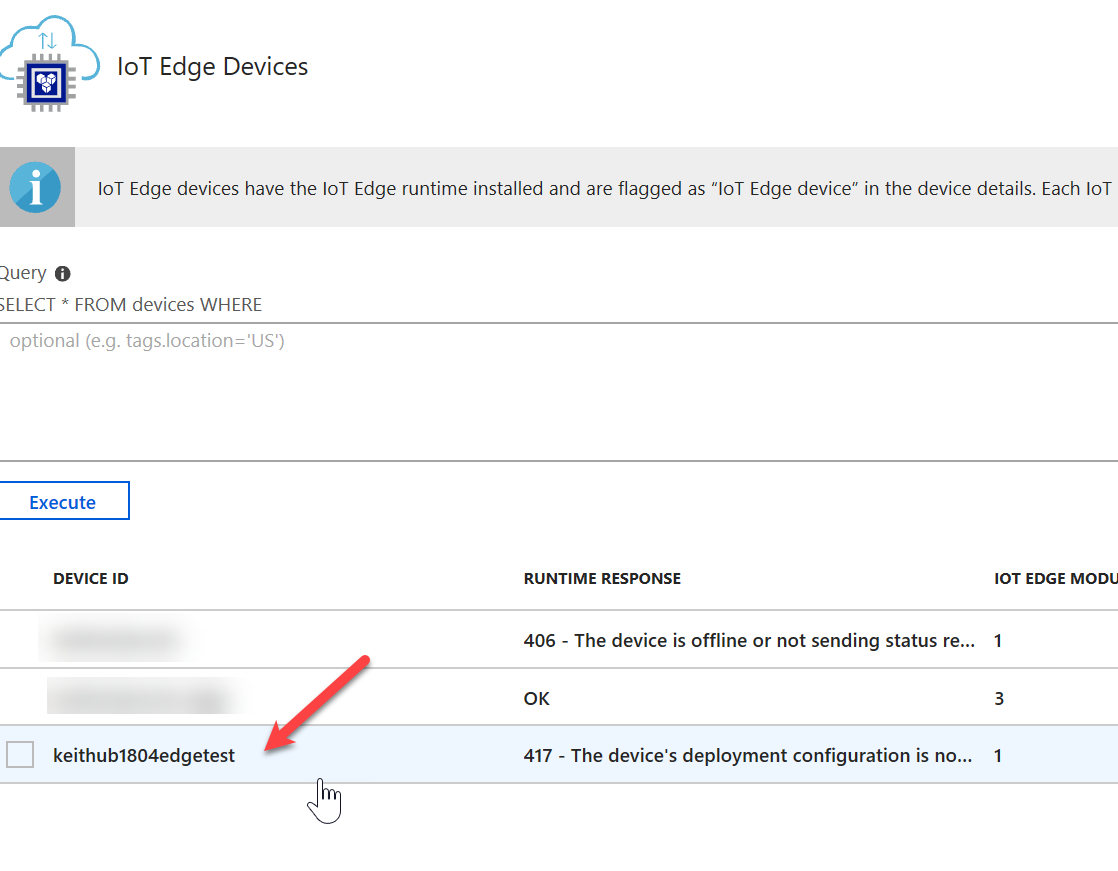 IoT Edge Devices
IoT Edge devices have the IoT Edge runtime installed and are flagged as “IoT Edge device” in the device details. Each IoT
Query
SELECT * FROM devices WHERE
optional (e.g. tags.location='US')
Execute
DEVICE ID RUNTIME RESPONSE IOT EDGE MODU
406 - The device is offline or not sending status re... 1
OK 3
keithub1804edgetest 417 - The device's deployment configuration is no... 1